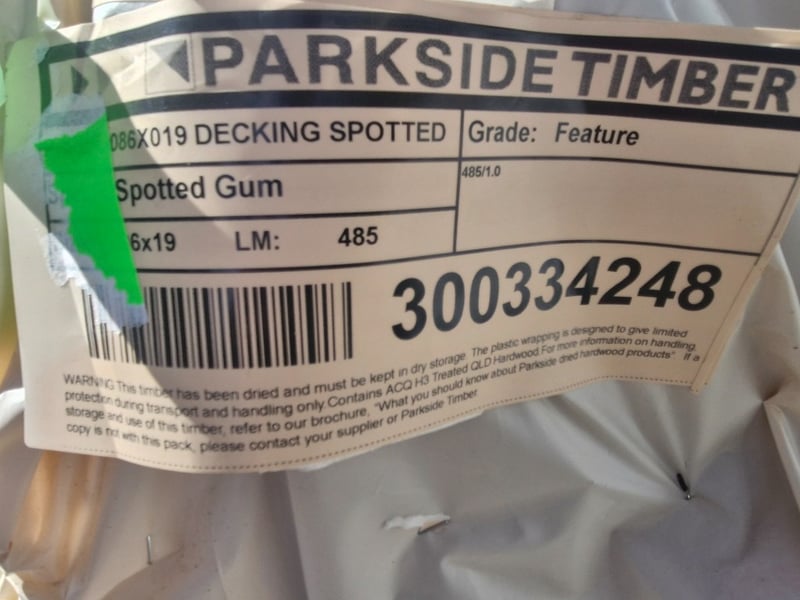 PARKSIDE TIMBER
086X019 DECKING SPOTTED
Grade: Feature
Spotted Gum
485/1.0
6x19 LM: 485
300334248
WARNING This timber has been dried and must be kept in dry storage. The plastic wrapping is designed to give limited
protection during transport and handling only.Contains ACQ H3 Treated QLD Hardwood.For more information on handling,
storage and use of this timber, refer to our brochure, "What you should know about Parkside dried hardwood products" If a
copy is not with this pack, please contact your supplier or Parkside Timber.